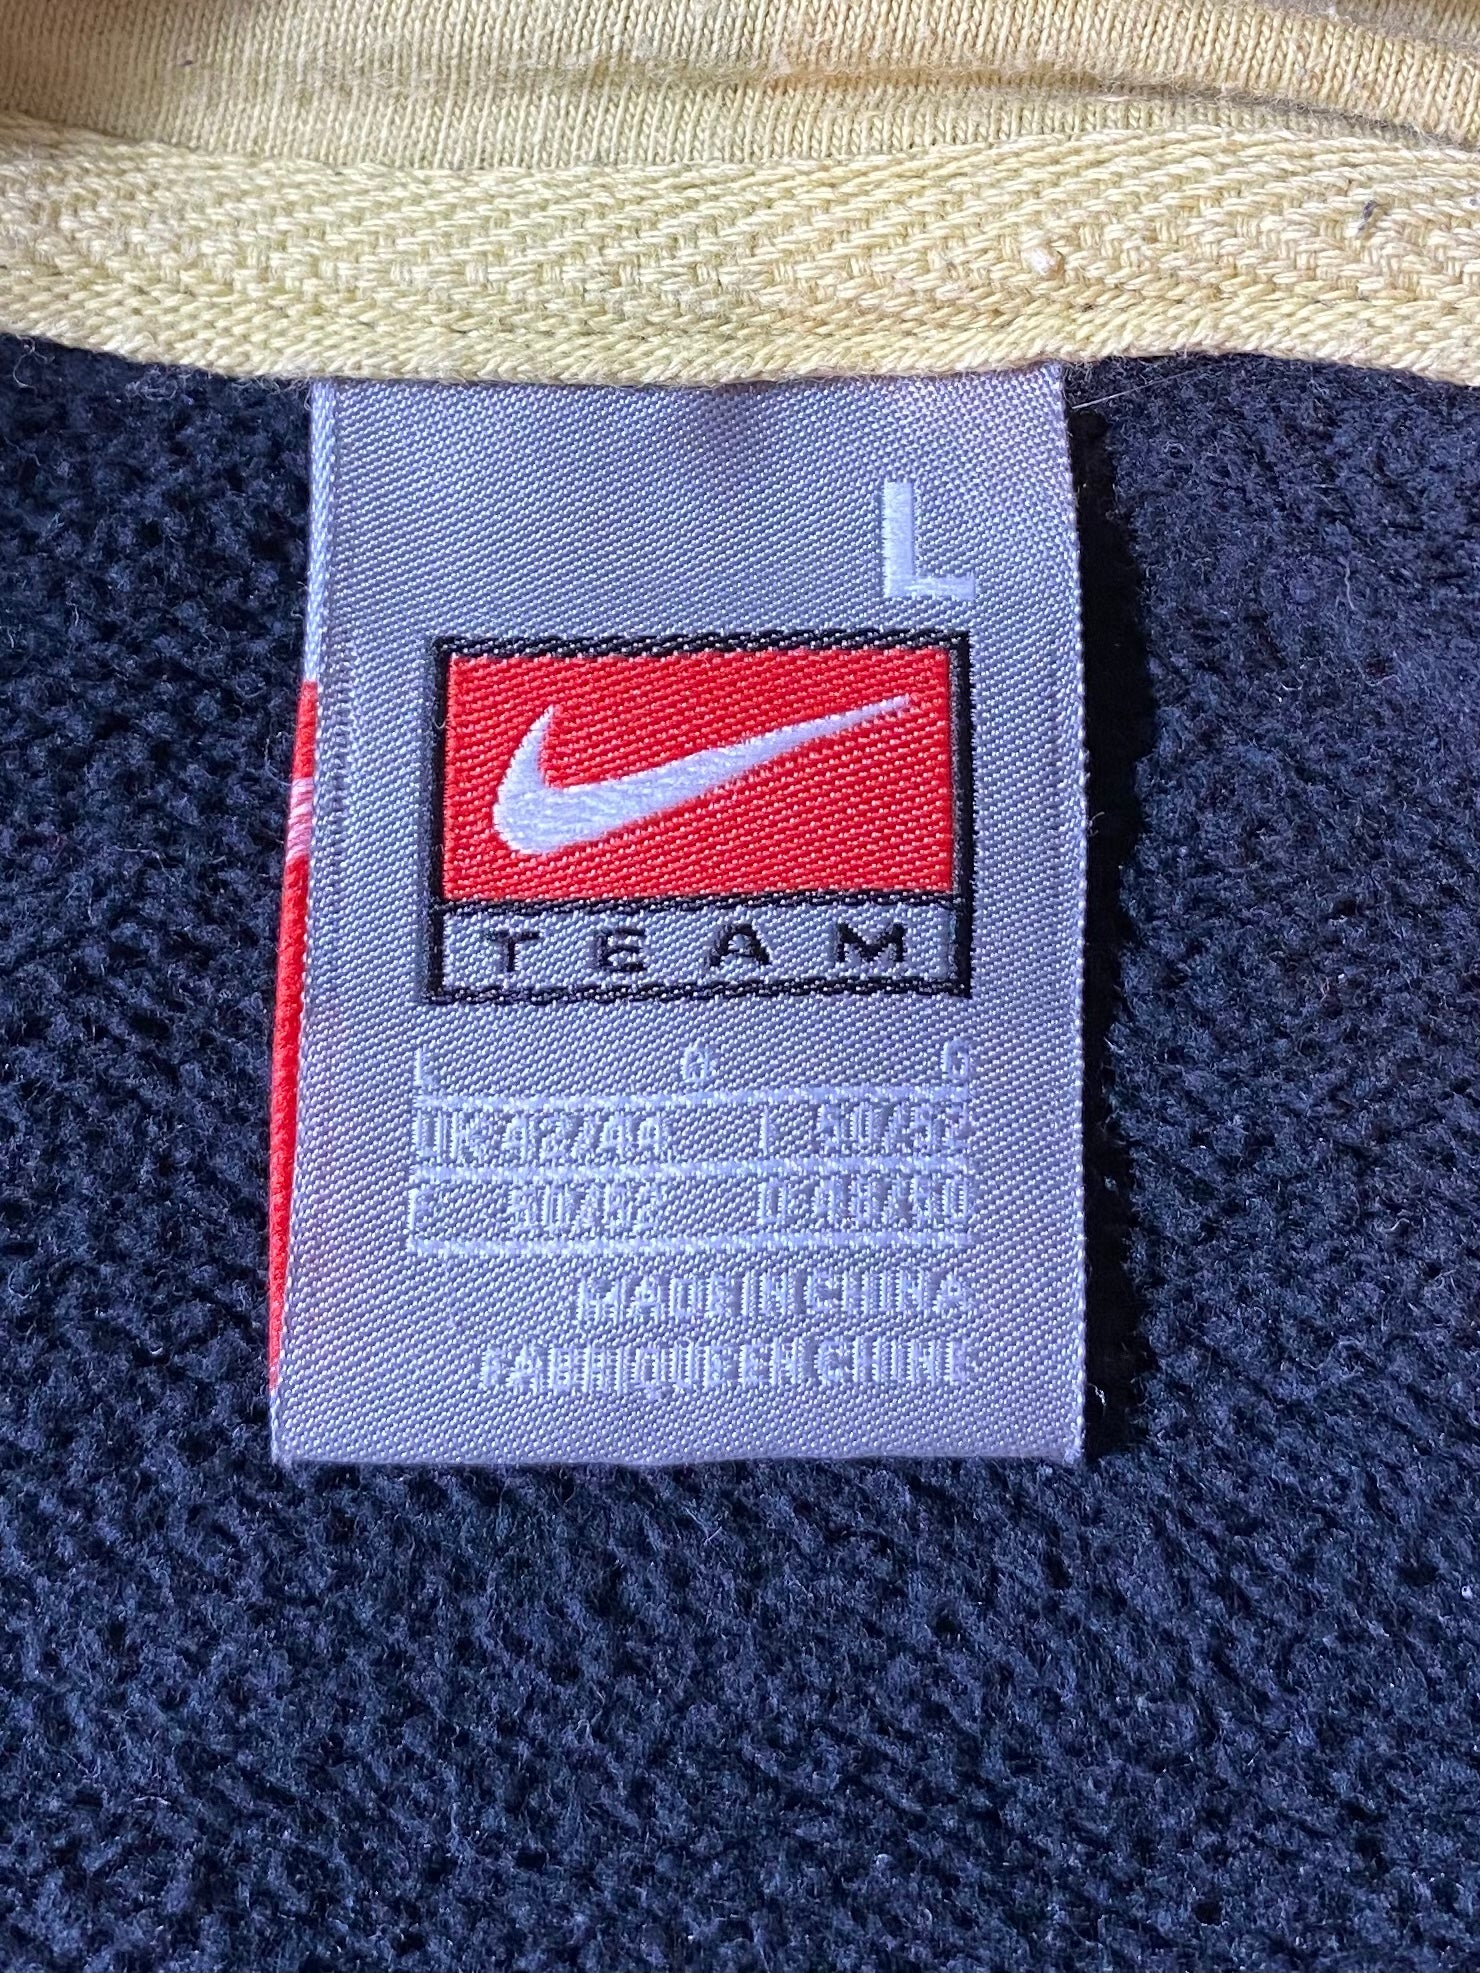 L
TEAM
L G G
UK 42/44 I 50/52
F 50/52 D 48/50
MADE IN CHINA
FABRIQUE EN CHINE